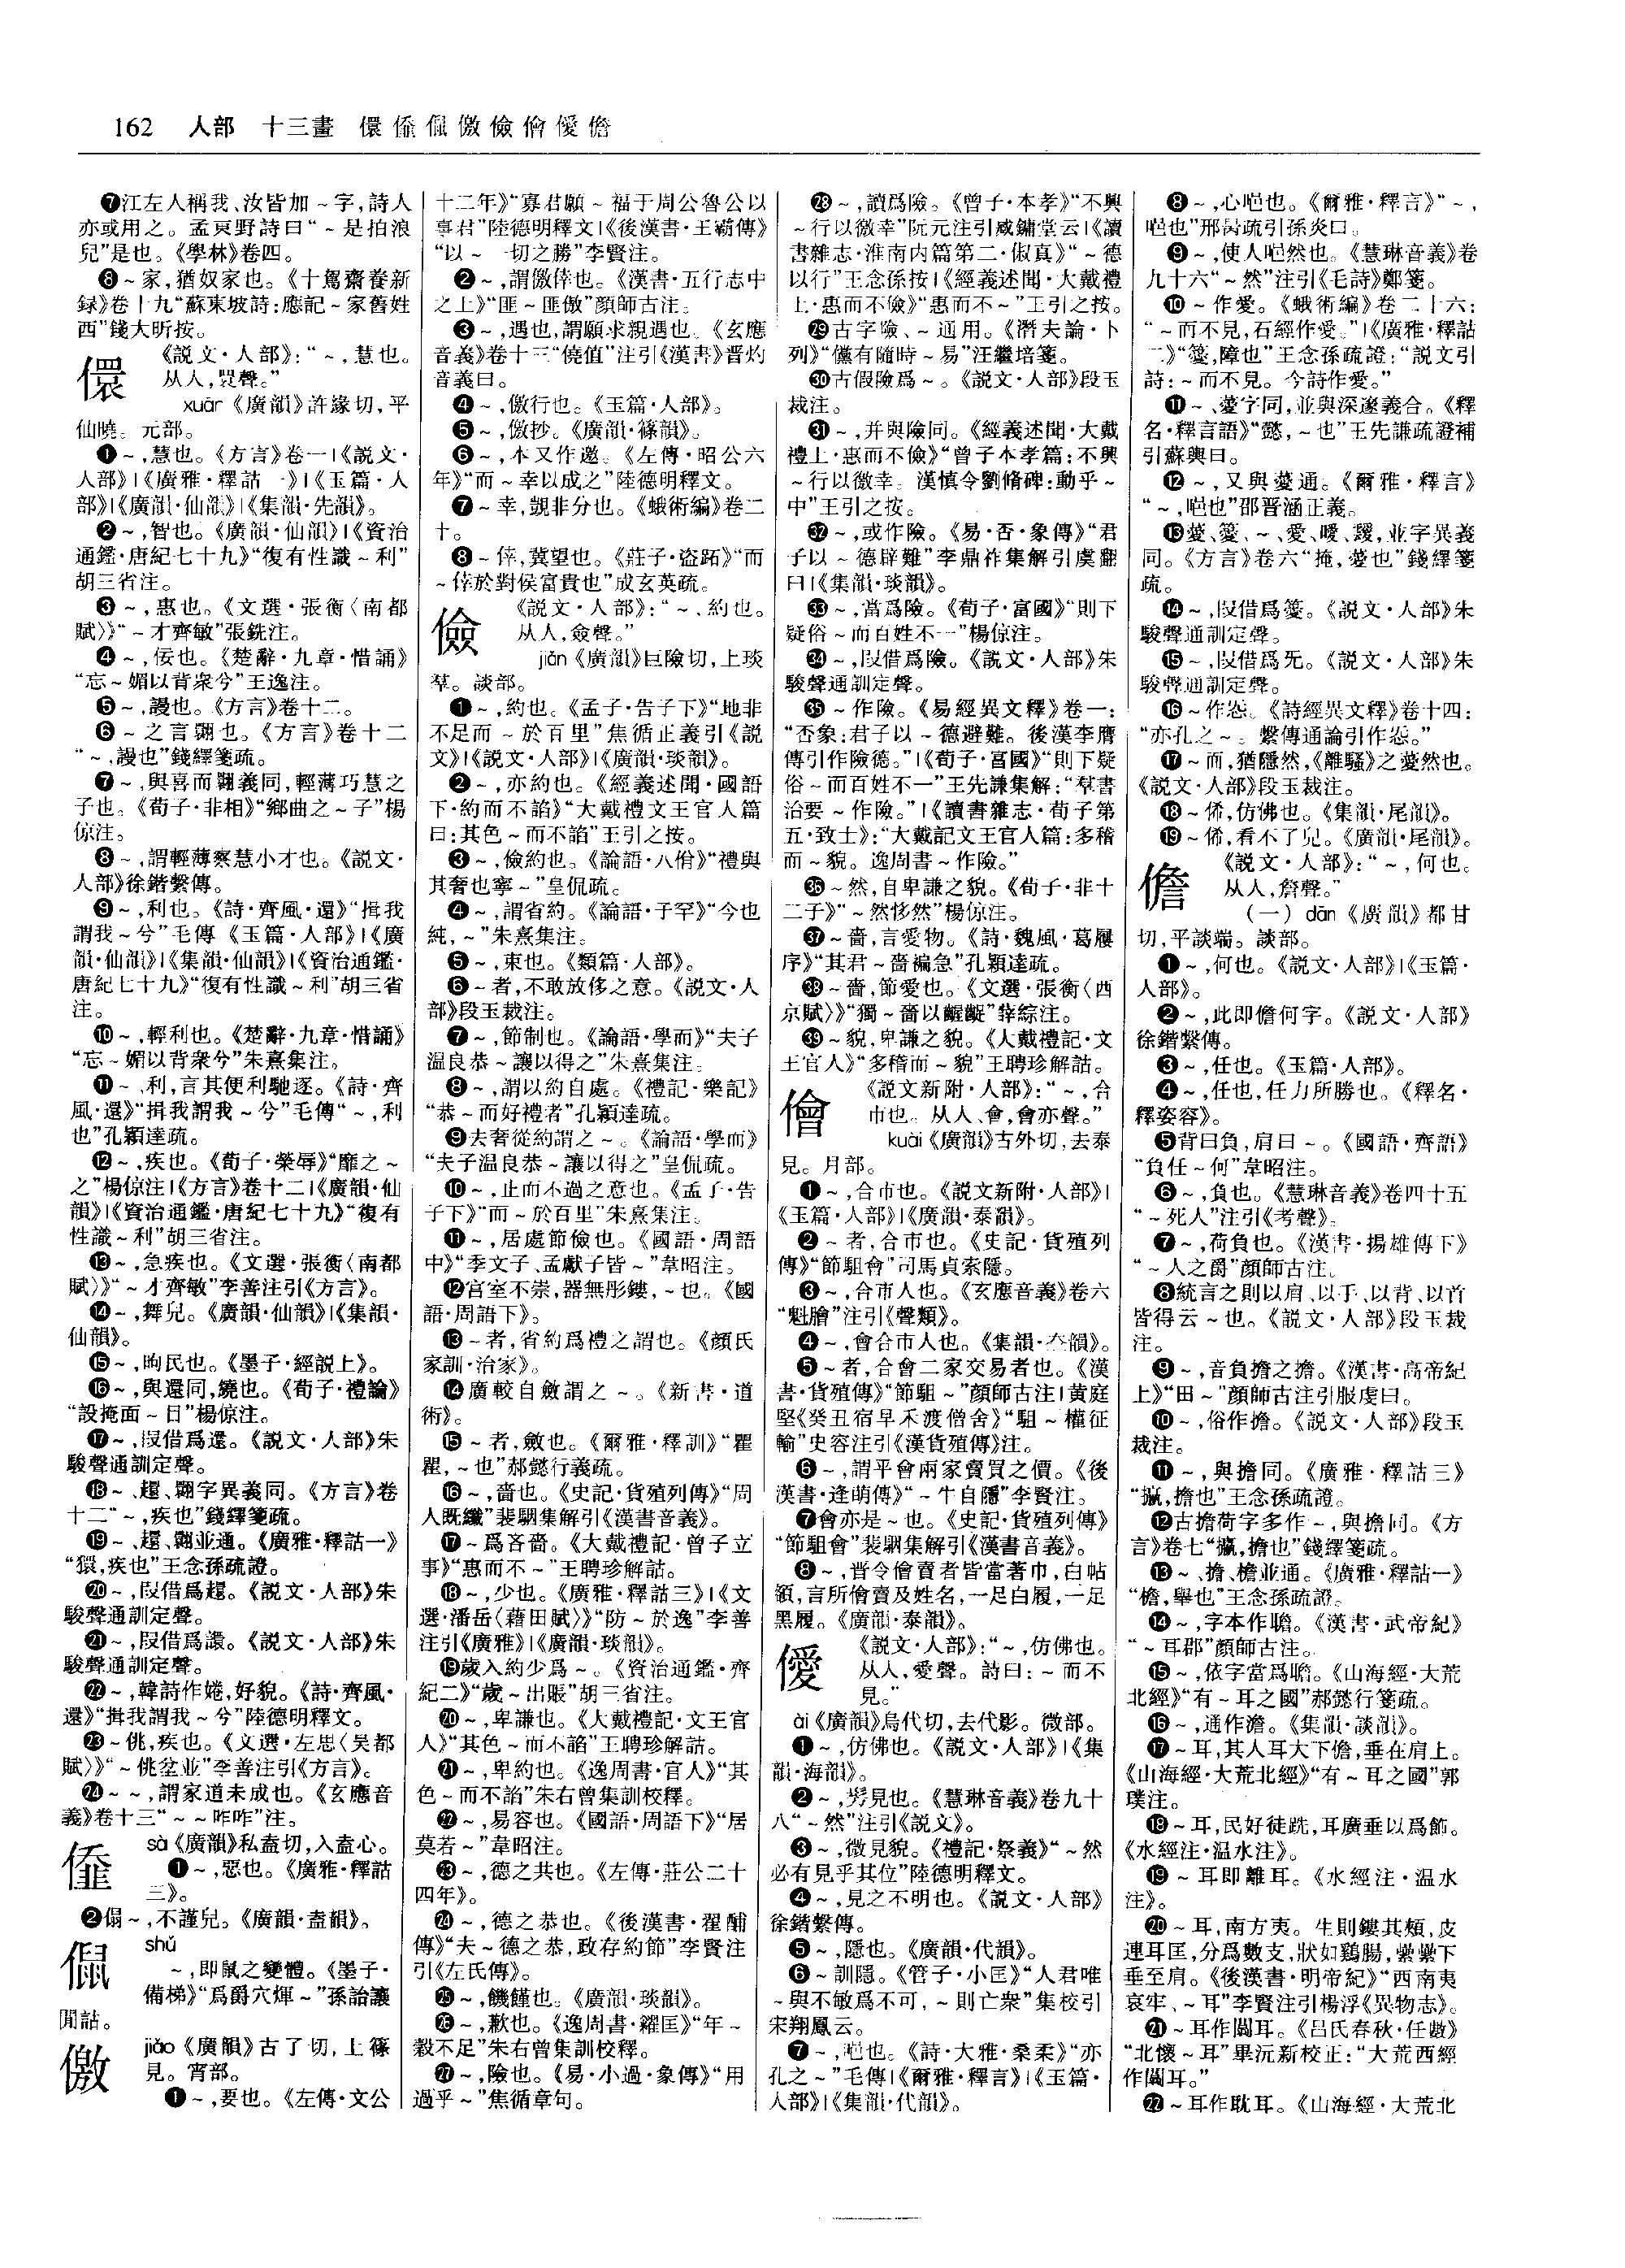 162 人部 十三畫 儇 㒎 㒔 儌 儉 儈 僾 儋
❼江左人稱我、汝皆加～字,詩人
亦或用之。孟東野詩曰“～是拍浪
兒”是也。《學林》卷四。
❽～家,猶奴家也。《十駕齋養新
録》卷十九“蘇東坡詩:應記～家舊姓
西”錢大昕按。
儇
《説文·人部》:“～,慧也。
从人,睘聲。”
xuān《廣韻》許緣切,平
仙曉。元部。
❶～,慧也。《方言》卷一|《説文·
人部》|《廣雅·釋詁一》|《玉篇·人
部》|《廣韻·仙韻》|《集韻·先韻》。
❷～,智也。《廣韻·仙韻》|《資治
通鑑·唐紀七十九》“復有性識～利”
胡三省注。
❸～,惠也。《文選·張衡〈南都
賦〉》“～才齊敏”張銑注。
❹～,佞也。《楚辭·九章·惜誦》
“忘～媚以背衆兮”王逸注。
❺～,謾也。《方言》卷十二。
❻～之言翾也。《方言》卷十二
“～,謾也”錢繹箋疏。
❼～,與喜而翾義同,輕薄巧慧之
子也。《荀子·非相》“鄉曲之～子”楊
倞注。
❽～,謂輕薄察慧小才也。《説文·
人部》徐鍇繫傳。
❾～,利也。《詩·齊風·還》“揖我
謂我～兮”毛傳|《玉篇·人部》|《廣
韻·仙韻》|《集韻·仙韻》|《資治通鑑·
唐紀七十九》“復有性識～利”胡三省
注。
❿～,輕利也。《楚辭·九章·惜誦》
“忘～媚以背衆兮”朱熹集注。
⓫～、利,言其便利馳逐。《詩·齊
風·還》“揖我謂我～兮”毛傳“～,利
也”孔穎達疏。
⓬～,疾也。《荀子·榮辱》“靡之～
之”楊倞注|《方言》卷十二|《廣韻·仙
韻》|《資治通鑑·唐紀七十九》“復有
性識～利”胡三省注。
⓭～,急疾也。《文選·張衡〈南都
賦〉》“～才齊敏”李善注引《方言》。
⓮～,舞皃。《廣韻·仙韻》|《集韻·
仙韻》。
⓯～,昫民也。《墨子·經説上》。
⓰～,與還同,繞也。《荀子·禮論》
“設掩面～目”楊倞注。
⓱～,叚借爲還。《説文·人部》朱
駿聲通訓定聲。
⓲～、趧、翾字異義同。《方言》卷
十二“～,疾也”錢繹箋疏。
⓳～、趧、翾並通。《廣雅·釋詁一》
“獧,疾也”王念孫疏證。
⓴～,叚借爲趧。《説文·人部》朱
駿聲通訓定聲。
㉑～,叚借爲譞。《説文·人部》朱
駿聲通訓定聲。
㉒～,韓詩作婘,好貌。《詩·齊風·
還》“揖我謂我～兮”陸德明釋文。
㉓～佻,疾也。《文選·左思〈吳都
賦〉》“～佻坌並”李善注引《方言》。
㉔～～,謂家道未成也。《玄應音
義》卷十三“～～咋咋”注。
㒎
sà《廣韻》私盍切,入盍心。
❶～,惡也。《廣雅·釋詁
三》。
❷傝～,不謹皃。《廣韻·盍韻》。
㒔
shǔ
～,即鼠之變體。《墨子·
備梯》“爲爵穴煇～”孫詒讓
閒詁。
儌
jiǎo《廣韻》古了切,上篠
見。宵部。
❶～,要也。《左傳·文公
十二年》“寡君願～福于周公魯公以
事君”陸德明釋文|《後漢書·王霸傳》
“以～一切之勝”李賢注。
❷～,謂儌倖也。《漢書·五行志中
之上》“匪～匪傲”顔師古注。
❸～,遇也,謂願求親遇也。《玄應
音義》卷十三“僥值”注引《漢書》晋灼
音義曰。
❹～,儌行也。《玉篇·人部》。
❺～,儌抄。《廣韻·篠韻》。
❻～,本又作邀。《左傳·昭公六
年》“而～幸以成之”陸德明釋文。
❼～幸,覬非分也。《蛾術編》卷二
十。
❽～倖,冀望也。《莊子·盜跖》“而
～倖於對侯富貴也”成玄英疏。
儉
《説文·人部》:“～,約也。
从人,僉聲。”
jiǎn《廣韻》巨險切,上琰
羣。談部。
❶～,約也。《孟子·告子下》“地非
不足而～於百里”焦循正義引《説
文》|《説文·人部》|《廣韻·琰韻》。
❷～,亦約也。《經義述聞·國語
下·約而不諂》“大戴禮文王官人篇
曰:其色～而不諂”王引之按。
❸～,儉約也。《論語·八佾》“禮與
其奢也寧～”皇侃疏。
❹～,謂省約。《論語·子罕》“今也
純,～”朱熹集注。
❺～,束也。《類篇·人部》。
❻～者,不敢放侈之意。《説文·人
部》段玉裁注。
❼～,節制也。《論語·學而》“夫子
温良恭～讓以得之”朱熹集注。
❽～,謂以約自處。《禮記·樂記》
“恭～而好禮者”孔穎達疏。
❾去奢從約謂之～。《論語·學而》
“夫子温良恭～讓以得之”皇侃疏。
❿～,止而不過之意也。《孟子·告
子下》“而～於百里”朱熹集注。
⓫～,居處節儉也。《國語·周語
中》“季文子、孟獻子皆～”韋昭注。
⓬宫室不崇,器無彤鏤,～也。《國
語·周語下》。
⓭～者,省約爲禮之謂也。《顔氏
家訓·治家》。
⓮廣較自斂謂之～。《新書·道
術》。
⓯～者,斂也。《爾雅·釋訓》“瞿
瞿,～也”郝懿行義疏。
⓰～,嗇也。《史記·貨殖列傳》“周
人既纖”裴駰集解引《漢書音義》。
⓱～爲吝嗇。《大戴禮記·曾子立
事》“惠而不～”王聘珍解詁。
⓲～,少也。《廣雅·釋詁三》|《文
選·潘岳〈藉田賦〉》“防～於逸”李善
注引《廣雅》|《廣韻·琰韻》。
⓳歲入約少爲～。《資治通鑑·齊
紀二》“歲～出賑”胡三省注。
⓴～,卑謙也。《大戴禮記·文王官
人》“其色～而不諂”王聘珍解詁。
㉑～,卑約也。《逸周書·官人》“其
色～而不諂”朱右曾集訓校釋。
㉒～,易容也。《國語·周語下》“居
莫若～”韋昭注。
㉓～,德之共也。《左傳·莊公二十
四年》。
㉔～,德之恭也。《後漢書·翟酺
傳》“夫～德之恭,政存約節”李賢注
引《左氏傳》。
㉕～,饑饉也。《廣韻·琰韻》。
㉖～,歉也。《逸周書·糴匡》“年～
穀不足”朱右曾集訓校釋。
㉗～,險也。《易·小過·象傳》“用
過乎～”焦循章句。
㉘～,讀爲險。《曾子·本孝》“不興
～行以徼幸”阮元注引臧鏞堂云|《讀
書雜志·淮南内篇第二·俶真》“～德
以行”王念孫按|《經義述聞·大戴禮
上·惠而不儉》“惠而不～”王引之按。
㉙古字險、～通用。《潛夫論·卜
列》“儻有隨時～易”汪繼培箋。
㉚古假險爲～。《説文·人部》段玉
裁注。
㉛～,并與險同。《經義述聞·大戴
禮上·惠而不儉》“曾子本孝篇:不興
～行以徼幸。漢慎令劉脩碑:動乎～
中”王引之按。
㉜～,或作險。《易·否·象傳》“君
子以～德辟難”李鼎祚集解引虞翻
曰|《集韻·琰韻》。
㉝～,當爲險。《荀子·富國》“則下
疑俗～而百姓不一”楊倞注。
㉞～,叚借爲險。《説文·人部》朱
駿聲通訓定聲。
㉟～作險。《易經異文釋》卷一:
“否象:君子以～德避難。後漢李膺
傳引作險德。”|《荀子·富國》“則下疑
俗～而百姓不一”王先謙集解:“羣書
治要～作險。”|《讀書雜志·荀子第
五·致士》:“大戴記文王官人篇:多稽
而～貌。逸周書～作險。”
㊱～然,自卑謙之貌。《荀子·非十
二子》“～然恀然”楊倞注。
㊲～嗇,言愛物。《詩·魏風·葛屨
序》“其君～嗇褊急”孔穎達疏。
㊳～嗇,節愛也。《文選·張衡〈西
京賦〉》“獨～嗇以齷齪”薛綜注。
㊴～貌,卑謙之貌。《大戴禮記·文
王官人》“多稽而～貌”王聘珍解詁。
儈
《説文新附·人部》:“～,合
市也。从人、會,會亦聲。”
kuài《廣韻》古外切,去泰
見。月部。
❶～,合市也。《説文新附·人部》|
《玉篇·人部》|《廣韻·泰韻》。
❷～者,合市也。《史記·貨殖列
傳》“節駔會”司馬貞索隱。
❸～,合市人也。《玄應音義》卷六
“魁膾”注引《聲類》。
❹～,會合市人也。《集韻·夳韻》。
❺～者,合會二家交易者也。《漢
書·貨殖傳》“節駔～”顔師古注|黄庭
堅《癸丑宿早禾渡僧舍》“駔～權征
輸”史容注引《漢貨殖傳》注。
❻～,謂平會兩家賣買之價。《後
漢書·逢萌傳》“～牛自隱”李賢注。
❼會亦是～也。《史記·貨殖列傳》
“節駔會”裴駰集解引《漢書音義》。
❽～,晋令儈賣者皆當著巾,白帖
額,言所儈賣及姓名,一足白履,一足
黑履。《廣韻·泰韻》。
僾
《説文·人部》:“～,仿佛也。
从人,愛聲。詩曰:～而不
見。”
ài《廣韻》烏代切,去代影。微部。
❶～,仿佛也。《説文·人部》|《集
韻·海韻》。
❷～,髣見也。《慧琳音義》卷九十
八“～然”注引《説文》。
❸～,微見貌。《禮記·祭義》“～然
必有見乎其位”陸德明釋文。
❹～,見之不明也。《説文·人部》
徐鍇繫傳。
❺～,隱也。《廣韻·代韻》。
❻～訓隱。《管子·小匡》“人君唯
～與不敏爲不可,～則亡衆”集校引
宋翔鳳云。
❼～,唈也。《詩·大雅·桑柔》“亦
孔之～”毛傳|《爾雅·釋言》|《玉篇·
人部》|《集韻·代韻》。
❽～,心唈也。《爾雅·釋言》“～,
唈也”邢昺疏引孫炎曰。
❾～,使人唈然也。《慧琳音義》卷
九十六“～然”注引《毛詩》鄭箋。
❿～作愛。《蛾術編》卷二十六:
“～而不見,石經作愛。”|《廣雅·釋詁
二》“薆,障也”王念孫疏證:“説文引
詩:～而不見。今詩作愛。”
⓫～、薆字同,並與深邃義合。《釋
名·釋言語》“懿,～也”王先謙疏證補
引蘇輿曰。
⓬～,又與薆通。《爾雅·釋言》
“～,唈也”邵晋涵正義。
⓭薆、䉨、～、愛、曖、靉,並字異義
同。《方言》卷六“掩,薆也”錢繹箋
疏。
⓮～,叚借爲䉨。《説文·人部》朱
駿聲通訓定聲。
⓯～,叚借爲旡。《説文·人部》朱
駿聲通訓定聲。
⓰～作㤅。《詩經異文釋》卷十四:
“亦孔之～。繫傳通論引作㤅。”
⓱～而,猶隱然,《離騷》之薆然也。
《説文·人部》段玉裁注。
⓲～俙,仿佛也。《集韻·尾韻》。
⓳～俙,看不了皃。《廣韻·尾韻》。
儋
《説文·人部》:“～,何也。
从人,詹聲。”
(一) dān《廣韻》都甘
切,平談端。談部。
❶～,何也。《説文·人部》|《玉篇·
人部》。
❷～,此即儋何字。《説文·人部》
徐鍇繫傳。
❸～,任也。《玉篇·人部》。
❹～,任也,任力所勝也。《釋名·
釋姿容》。
❺背曰負,肩曰～。《國語·齊語》
“負任～何”韋昭注。
❻～,負也。《慧琳音義》卷四十五
“～死人”注引《考聲》。
❼～,荷負也。《漢書·揚雄傳下》
“～人之爵”顔師古注。
❽統言之則以肩、以手、以背、以首
皆得云～也。《説文·人部》段玉裁
注。
❾～,音負擔之擔。《漢書·高帝紀
上》“田～”顔師古注引服虔曰。
❿～,俗作擔。《説文·人部》段玉
裁注。
⓫～,與擔同。《廣雅·釋詁三》
“攍,擔也”王念孫疏證。
⓬古擔荷字多作～,與擔同。《方
言》卷七“攍,擔也”錢繹箋疏。
⓭～、擔、檐並通。《廣雅·釋詁一》
“檐,舉也”王念孫疏證。
⓮～,字本作瞻。《漢書·武帝紀》
“～耳郡”顔師古注。
⓯～,依字當爲瞻。《山海經·大荒
北經》“有～耳之國”郝懿行箋疏。
⓰～,通作澹。《集韻·談韻》。
⓱～耳,其人耳大下儋,垂在肩上。
《山海經·大荒北經》“有～耳之國”郭
璞注。
⓲～耳,民好徒跣,耳廣垂以爲飾。
《水經注·温水注》。
⓳～耳即離耳。《水經注·温水
注》。
⓴～耳,南方夷。生則鏤其頰,皮
連耳匡,分爲數支,狀如鷄腸,纍纍下
垂至肩。《後漢書·明帝紀》“西南夷
哀牢、～耳”李賢注引楊浮《異物志》。
㉑～耳作闟耳。《吕氏春秋·任數》
“北懷～耳”畢沅新校正:“大荒西經
作闟耳。”
㉒～耳作耽耳。《山海經·大荒北